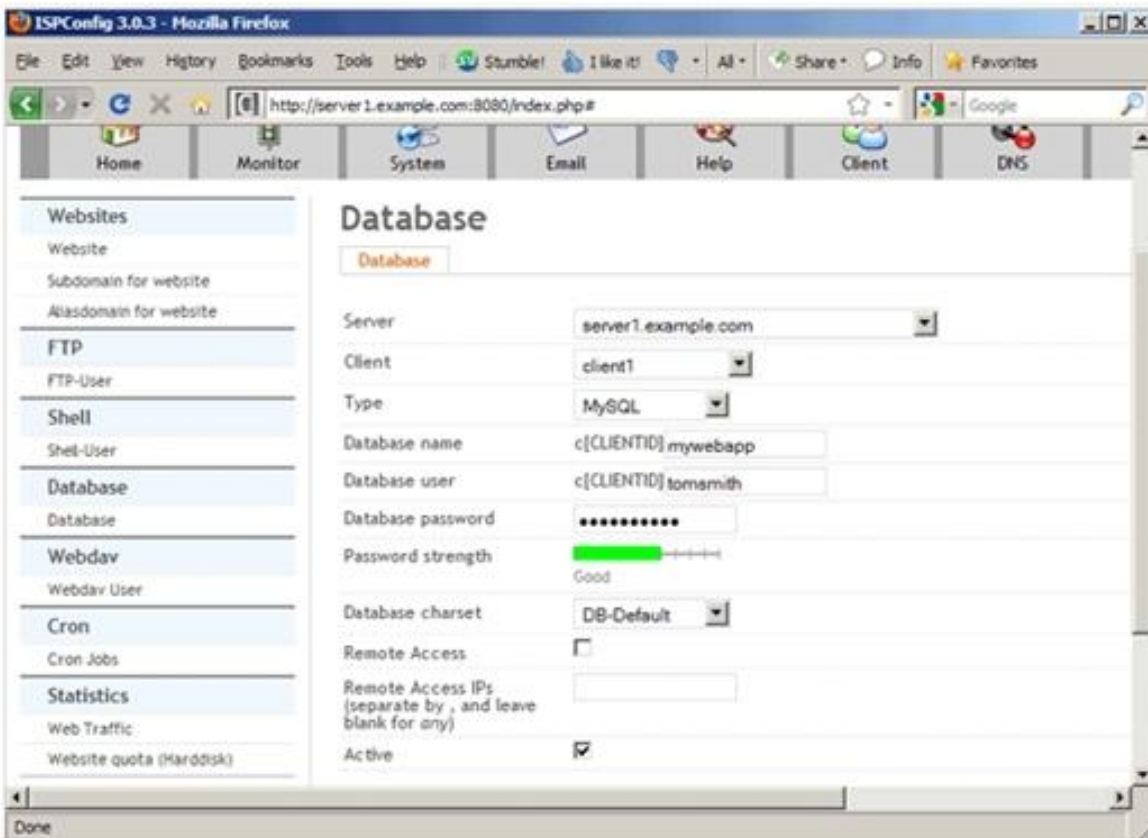 ISPConfig 3.0.3 - Mozilla Firefox
File Edit View History Bookmarks Tools Help Stumble! I like it! All Share Info Favorites
http://server1.example.com:8080/index.php# Google
Home Monitor System Email Help Client DNS
Websites
Website
Subdomain for website
Aliasdomain for website
FTP
FTP-User
Shell
Shell-User
Database
Database
Webdav
Webdav User
Cron
Cron Jobs
Statistics
Web Traffic
Website quota (Harddisk)
Database
Database
Server server1.example.com
Client client1
Type MySQL
Database name c[CLIENTID] mywebapp
Database user c[CLIENTID] tomsmith
Database password ••••••••••
Password strength
Good
Database charset DB-Default
Remote Access
Remote Access IPs
(separate by , and leave
blank for any)
Active
Done